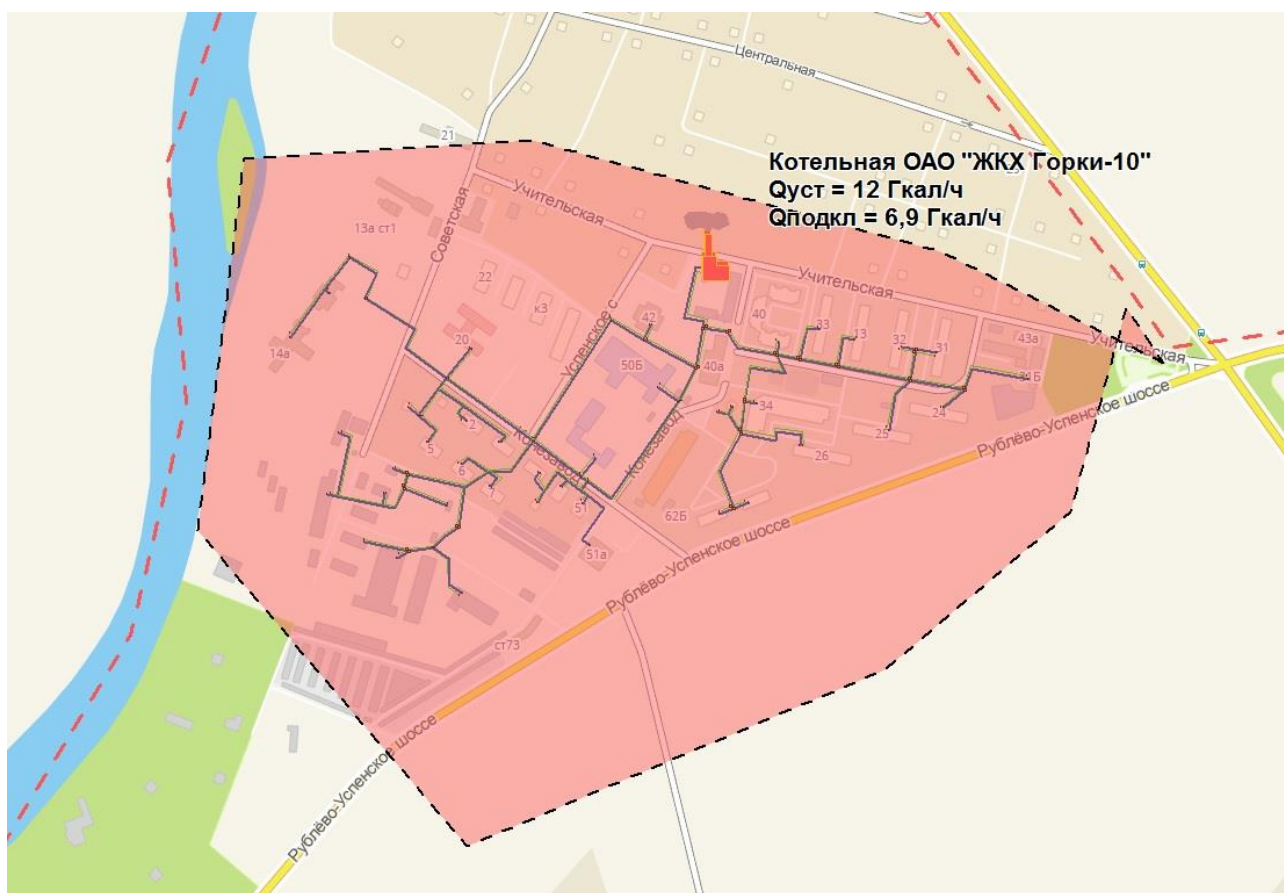 Центральная
21
Котельная ОАО "ЖКХ Горки-10"
Qуст = 12 Гкал/ч
Qподкл = 6,9 Гкал/ч
Учительская
Советская
13а ст1
Учительская
22
к3
Успенское с
42
40
33
13
32
31
43а
Учительская
14а
20
50Б
40а
31Б
34
24
25
26
Рублёво-Успенское шоссе
2
5
6
Колезавод
Колезавод
51
62Б
51а
Рублёво-Успенское шоссе
ст73
Рублёво-Успенское шоссе